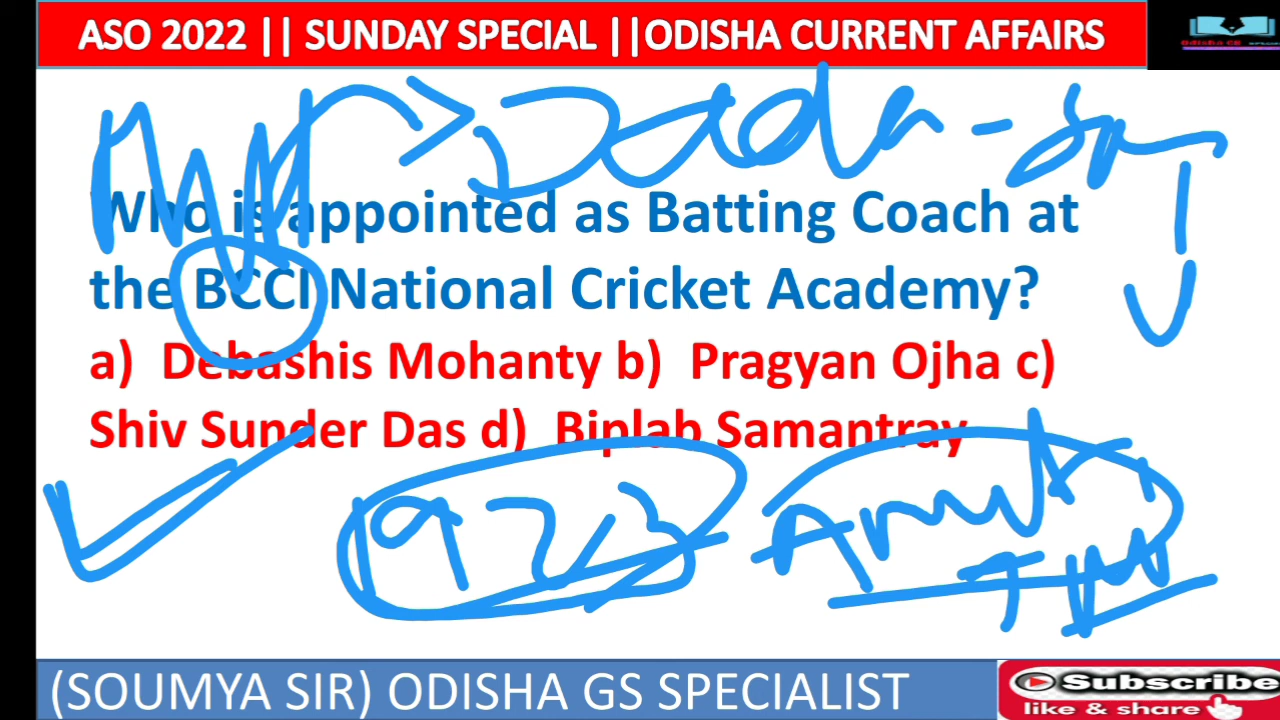 ASO 2022 || SUNDAY SPECIAL ||ODISHA CURRENT AFFAIRS
Who is appointed as Batting Coach at
the BCCI National Cricket Academy?
a) Debashis Mohanty b) Pragyan Ojha c)
Shiv Sunder Das d) Biplab Samantray
(SOUMYA SIR) ODISHA GS SPECIALIST
Subscribe
like & share